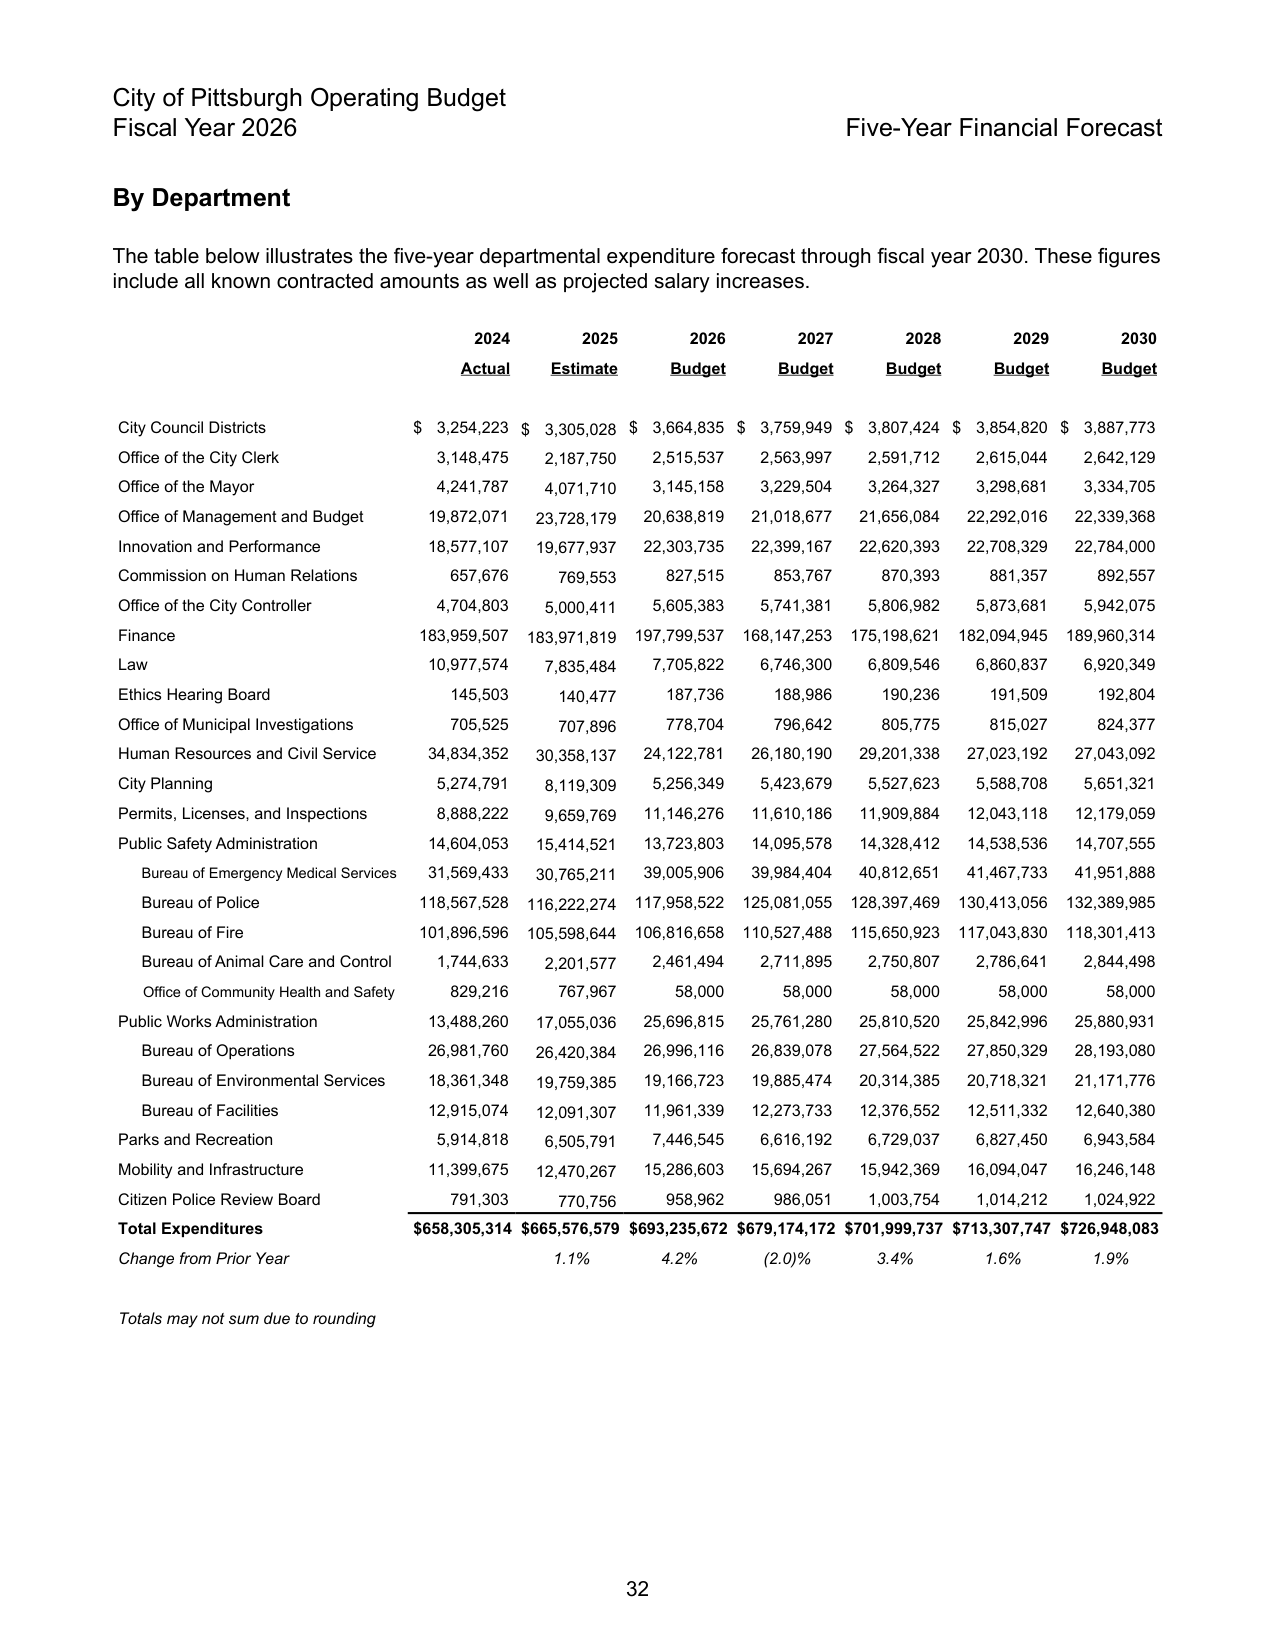 City of Pittsburgh Operating Budget
Fiscal Year 2026 Five-Year Financial Forecast
By Department
The table below illustrates the five-year departmental expenditure forecast through fiscal year 2030. These figures
include all known contracted amounts as well as projected salary increases.
2024 2025 2026 2027 2028 2029 2030
Actual Estimate Budget Budget Budget Budget Budget
City Council Districts $ 3,254,223 $ 3,305,028 $ 3,664,835 $ 3,759,949 $ 3,807,424 $ 3,854,820 $ 3,887,773
Office of the City Clerk 3,148,475 2,187,750 2,515,537 2,563,997 2,591,712 2,615,044 2,642,129
Office of the Mayor 4,241,787 4,071,710 3,145,158 3,229,504 3,264,327 3,298,681 3,334,705
Office of Management and Budget 19,872,071 23,728,179 20,638,819 21,018,677 21,656,084 22,292,016 22,339,368
Innovation and Performance 18,577,107 19,677,937 22,303,735 22,399,167 22,620,393 22,708,329 22,784,000
Commission on Human Relations 657,676 769,553 827,515 853,767 870,393 881,357 892,557
Office of the City Controller 4,704,803 5,000,411 5,605,383 5,741,381 5,806,982 5,873,681 5,942,075
Finance 183,959,507 183,971,819 197,799,537 168,147,253 175,198,621 182,094,945 189,960,314
Law 10,977,574 7,835,484 7,705,822 6,746,300 6,809,546 6,860,837 6,920,349
Ethics Hearing Board 145,503 140,477 187,736 188,986 190,236 191,509 192,804
Office of Municipal Investigations 705,525 707,896 778,704 796,642 805,775 815,027 824,377
Human Resources and Civil Service 34,834,352 30,358,137 24,122,781 26,180,190 29,201,338 27,023,192 27,043,092
City Planning 5,274,791 8,119,309 5,256,349 5,423,679 5,527,623 5,588,708 5,651,321
Permits, Licenses, and Inspections 8,888,222 9,659,769 11,146,276 11,610,186 11,909,884 12,043,118 12,179,059
Public Safety Administration 14,604,053 15,414,521 13,723,803 14,095,578 14,328,412 14,538,536 14,707,555
Bureau of Emergency Medical Services 31,569,433 30,765,211 39,005,906 39,984,404 40,812,651 41,467,733 41,951,888
Bureau of Police 118,567,528 116,222,274 117,958,522 125,081,055 128,397,469 130,413,056 132,389,985
Bureau of Fire 101,896,596 105,598,644 106,816,658 110,527,488 115,650,923 117,043,830 118,301,413
Bureau of Animal Care and Control 1,744,633 2,201,577 2,461,494 2,711,895 2,750,807 2,786,641 2,844,498
Office of Community Health and Safety 829,216 767,967 58,000 58,000 58,000 58,000 58,000
Public Works Administration 13,488,260 17,055,036 25,696,815 25,761,280 25,810,520 25,842,996 25,880,931
Bureau of Operations 26,981,760 26,420,384 26,996,116 26,839,078 27,564,522 27,850,329 28,193,080
Bureau of Environmental Services 18,361,348 19,759,385 19,166,723 19,885,474 20,314,385 20,718,321 21,171,776
Bureau of Facilities 12,915,074 12,091,307 11,961,339 12,273,733 12,376,552 12,511,332 12,640,380
Parks and Recreation 5,914,818 6,505,791 7,446,545 6,616,192 6,729,037 6,827,450 6,943,584
Mobility and Infrastructure 11,399,675 12,470,267 15,286,603 15,694,267 15,942,369 16,094,047 16,246,148
Citizen Police Review Board 791,303 770,756 958,962 986,051 1,003,754 1,014,212 1,024,922
Total Expenditures $658,305,314 $665,576,579 $693,235,672 $679,174,172 $701,999,737 $713,307,747 $726,948,083
Change from Prior Year 1.1% 4.2% (2.0)% 3.4% 1.6% 1.9%
Totals may not sum due to rounding
32